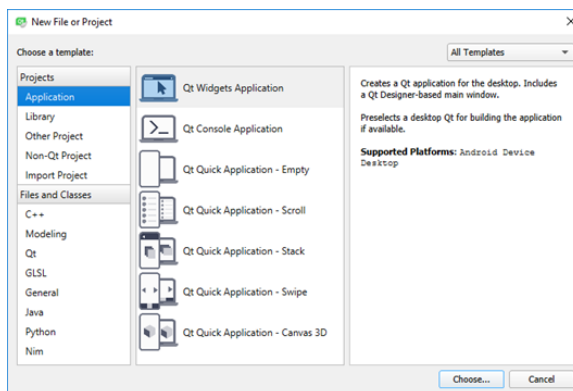 New File or Project
Choose a template:
All Templates
Projects
Application
Library
Other Project
Non-Qt Project
Import Project
Files and Classes
C++
Modeling
Qt
GLSL
General
Java
Python
Nim
Qt Widgets Application
Qt Console Application
Qt Quick Application - Empty
Qt Quick Application - Scroll
Qt Quick Application - Stack
Qt Quick Application - Swipe
Qt Quick Application - Canvas 3D
Creates a Qt application for the desktop. Includes
a Qt Designer-based main window.
Preselects a desktop Qt for building the application
if available.
Supported Platforms: Android Device
Desktop
Choose...
Cancel